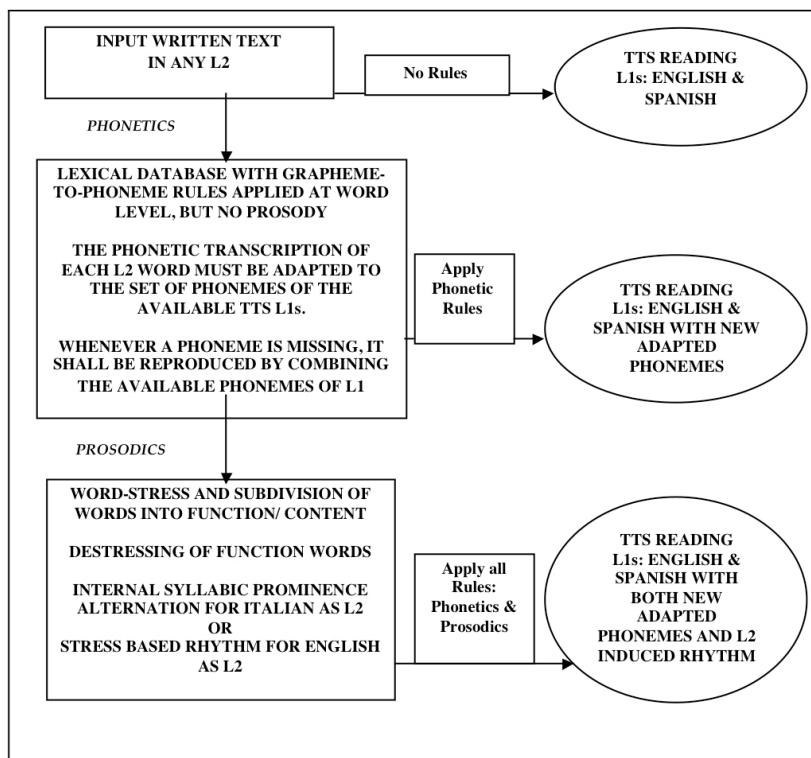 INPUT WRITTEN TEXT
IN ANY L2
No Rules
TTS READING
L1s: ENGLISH &
SPANISH
PHONETICS
LEXICAL DATABASE WITH GRAPHEME-
TO-PHONEME RULES APPLIED AT WORD
LEVEL, BUT NO PROSODY
THE PHONETIC TRANSCRIPTION OF
EACH L2 WORD MUST BE ADAPTED TO
THE SET OF PHONEMES OF THE
AVAILABLE TTS L1s.
WHENEVER A PHONEME IS MISSING, IT
SHALL BE REPRODUCED BY COMBINING
THE AVAILABLE PHONEMES OF L1
Apply
Phonetic
Rules
TTS READING
L1s: ENGLISH &
SPANISH WITH NEW
ADAPTED
PHONEMES
PROSODICS
WORD-STRESS AND SUBDIVISION OF
WORDS INTO FUNCTION/ CONTENT
DESTRESSING OF FUNCTION WORDS
INTERNAL SYLLABIC PROMINENCE
ALTERNATION FOR ITALIAN AS L2
OR
STRESS BASED RHYTHM FOR ENGLISH
AS L2
Apply all
Rules:
Phonetics &
Prosodics
TTS READING
L1s: ENGLISH &
SPANISH WITH
BOTH NEW
ADAPTED
PHONEMES AND L2
INDUCED RHYTHM